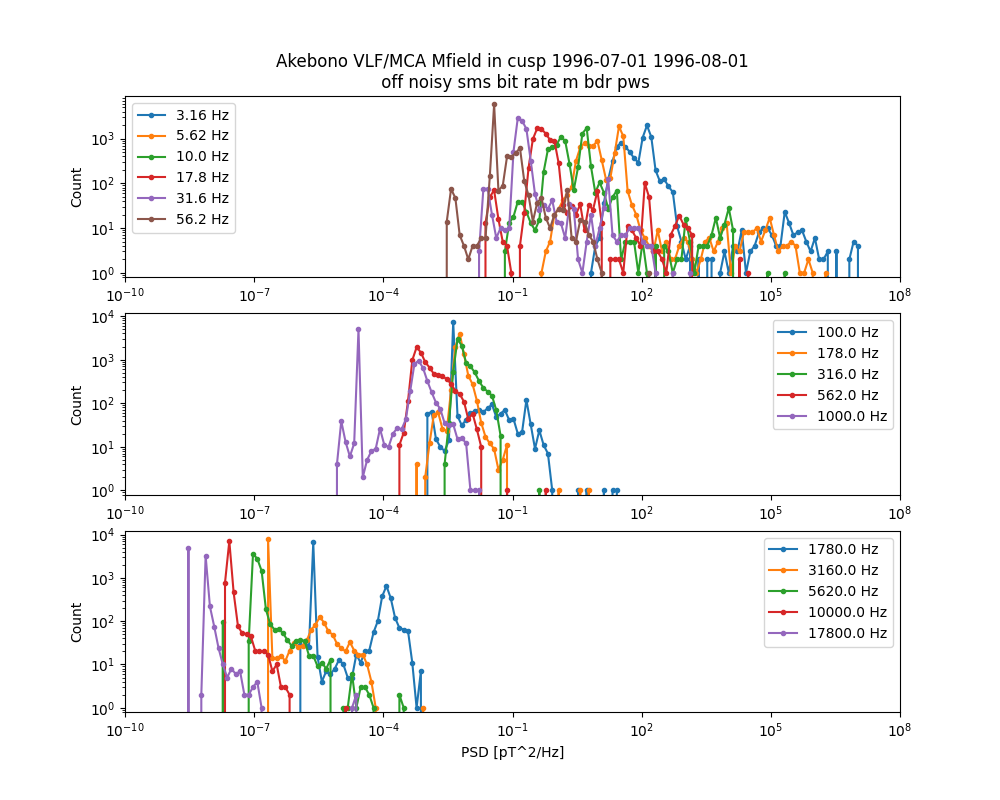 Akebono VLF/MCA Mfield in cusp 1996-07-01 1996-08-01
off noisy sms bit rate m bdr pws
Count
10^3
10^2
10^1
10^0
3.16 Hz
5.62 Hz
10.0 Hz
17.8 Hz
31.6 Hz
56.2 Hz
10^−10 10^−7 10^−4 10^−1 10^2 10^5 10^8
Count
10^4
10^3
10^2
10^1
10^0
100.0 Hz
178.0 Hz
316.0 Hz
562.0 Hz
1000.0 Hz
10^−10 10^−7 10^−4 10^−1 10^2 10^5 10^8
Count
10^4
10^3
10^2
10^1
10^0
1780.0 Hz
3160.0 Hz
5620.0 Hz
10000.0 Hz
17800.0 Hz
10^−10 10^−7 10^−4 10^−1 10^2 10^5 10^8
PSD [pT^2/Hz]